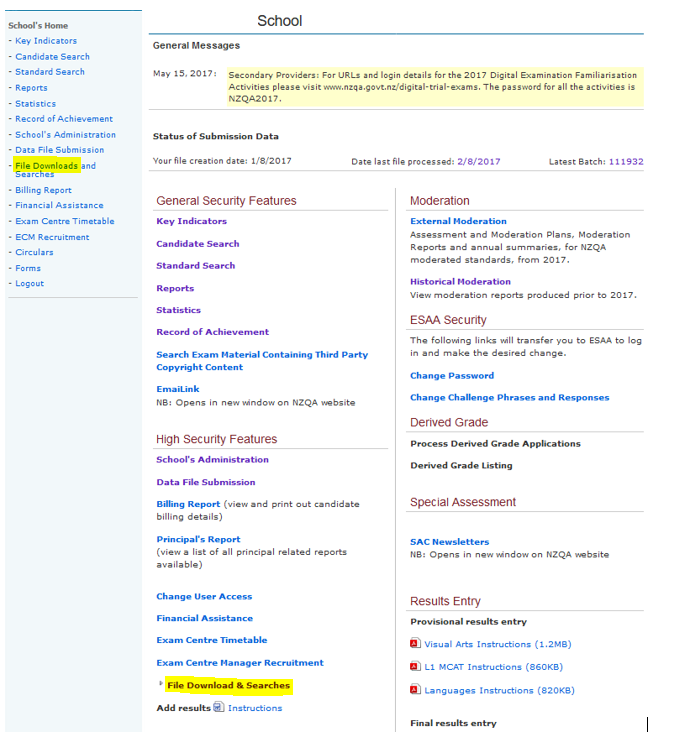 School
School's Home
- Key Indicators
- Candidate Search
- Standard Search
- Reports
- Statistics
- Record of Achievement
- School's Administration
- Data File Submission
- File Downloads and
Searches
- Billing Report
- Financial Assistance
- Exam Centre Timetable
- ECM Recruitment
- Circulars
- Forms
- Logout
General Messages
May 15, 2017:
Secondary Providers: For URLs and login details for the 2017 Digital Examination Familiarisation
Activities please visit www.nzqa.govt.nz/digital-trial-exams. The password for all the activities is
NZQA2017.
Status of Submission Data
Your file creation date: 1/8/2017 Date last file processed: 2/8/2017 Latest Batch: 111932
General Security Features
Key Indicators
Candidate Search
Standard Search
Reports
Statistics
Record of Achievement
Search Exam Material Containing Third Party
Copyright Content
EmaiLink
NB: Opens in new window on NZQA website
High Security Features
School's Administration
Data File Submission
Billing Report (view and print out candidate
billing details)
Principal's Report
(view a list of all principal related reports
available)
Change User Access
Financial Assistance
Exam Centre Timetable
Exam Centre Manager Recruitment
File Download & Searches
Add results Instructions
Moderation
External Moderation
Assessment and Moderation Plans, Moderation
Reports and annual summaries, for NZQA
moderated standards, from 2017.
Historical Moderation
View moderation reports produced prior to 2017.
ESAA Security
The following links will transfer you to ESAA to log
in and make the desired change.
Change Password
Change Challenge Phrases and Responses
Derived Grade
Process Derived Grade Applications
Derived Grade Listing
Special Assessment
SAC Newsletters
NB: Opens in new window on NZQA website
Results Entry
Provisional results entry
Visual Arts Instructions (1.2MB)
L1 MCAT Instructions (860KB)
Languages Instructions (820KB)
Final results entry